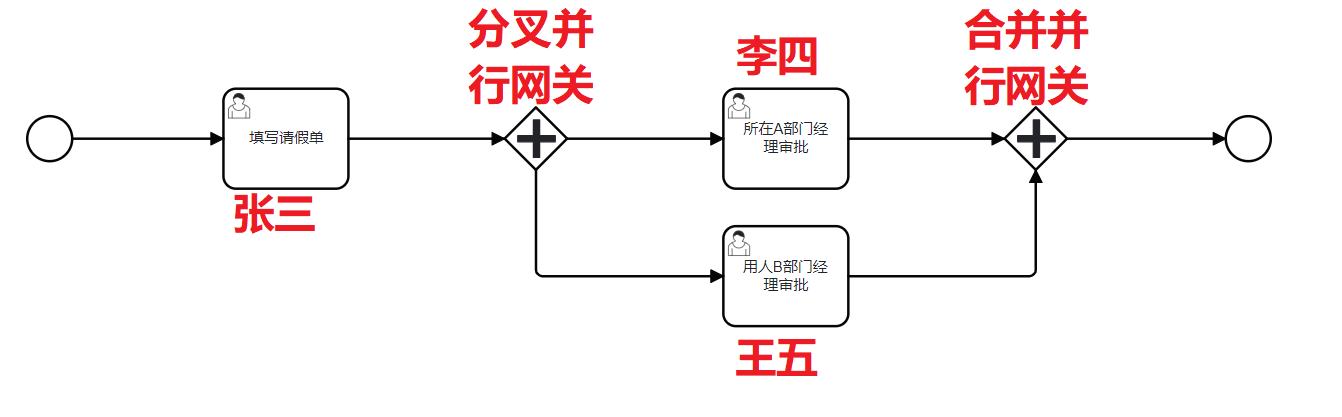 分叉并
行网关
李四
合并并
行网关
填写请假单
所在A部门经
理审批
张三
用人B部门经
理审批
王五